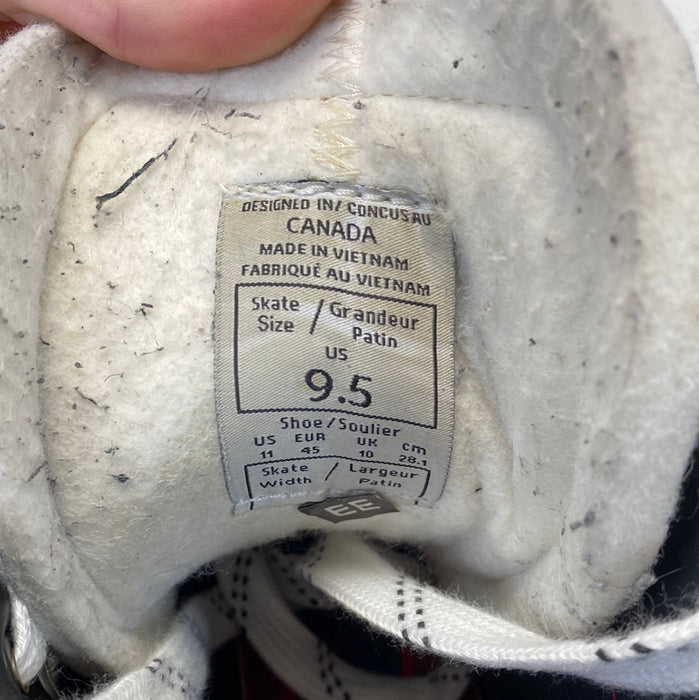 DESIGNED IN/ CONCUS AU
CANADA
MADE IN VIETNAM
FABRIQUÉ AU VIETNAM
Skate Size / Grandeur Patin
US
9.5
Shoe/Soulier
US EUR UK cm
11 45 10 28.1
Skate Width / Largeur Patin
EE